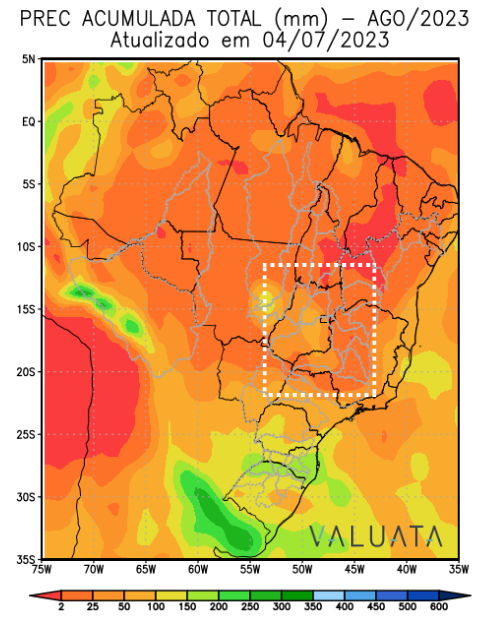 PREC ACUMULADA TOTAL (mm) – AGO/2023
Atualizado em 04/07/2023
5N
EQ
5S
10S
15S
20S
25S
30S
35S
VALUATA
75W 70W 65W 60W 55W 50W 45W 40W 35W
2 25 50 100 150 200 250 300 350 400 450 500 600